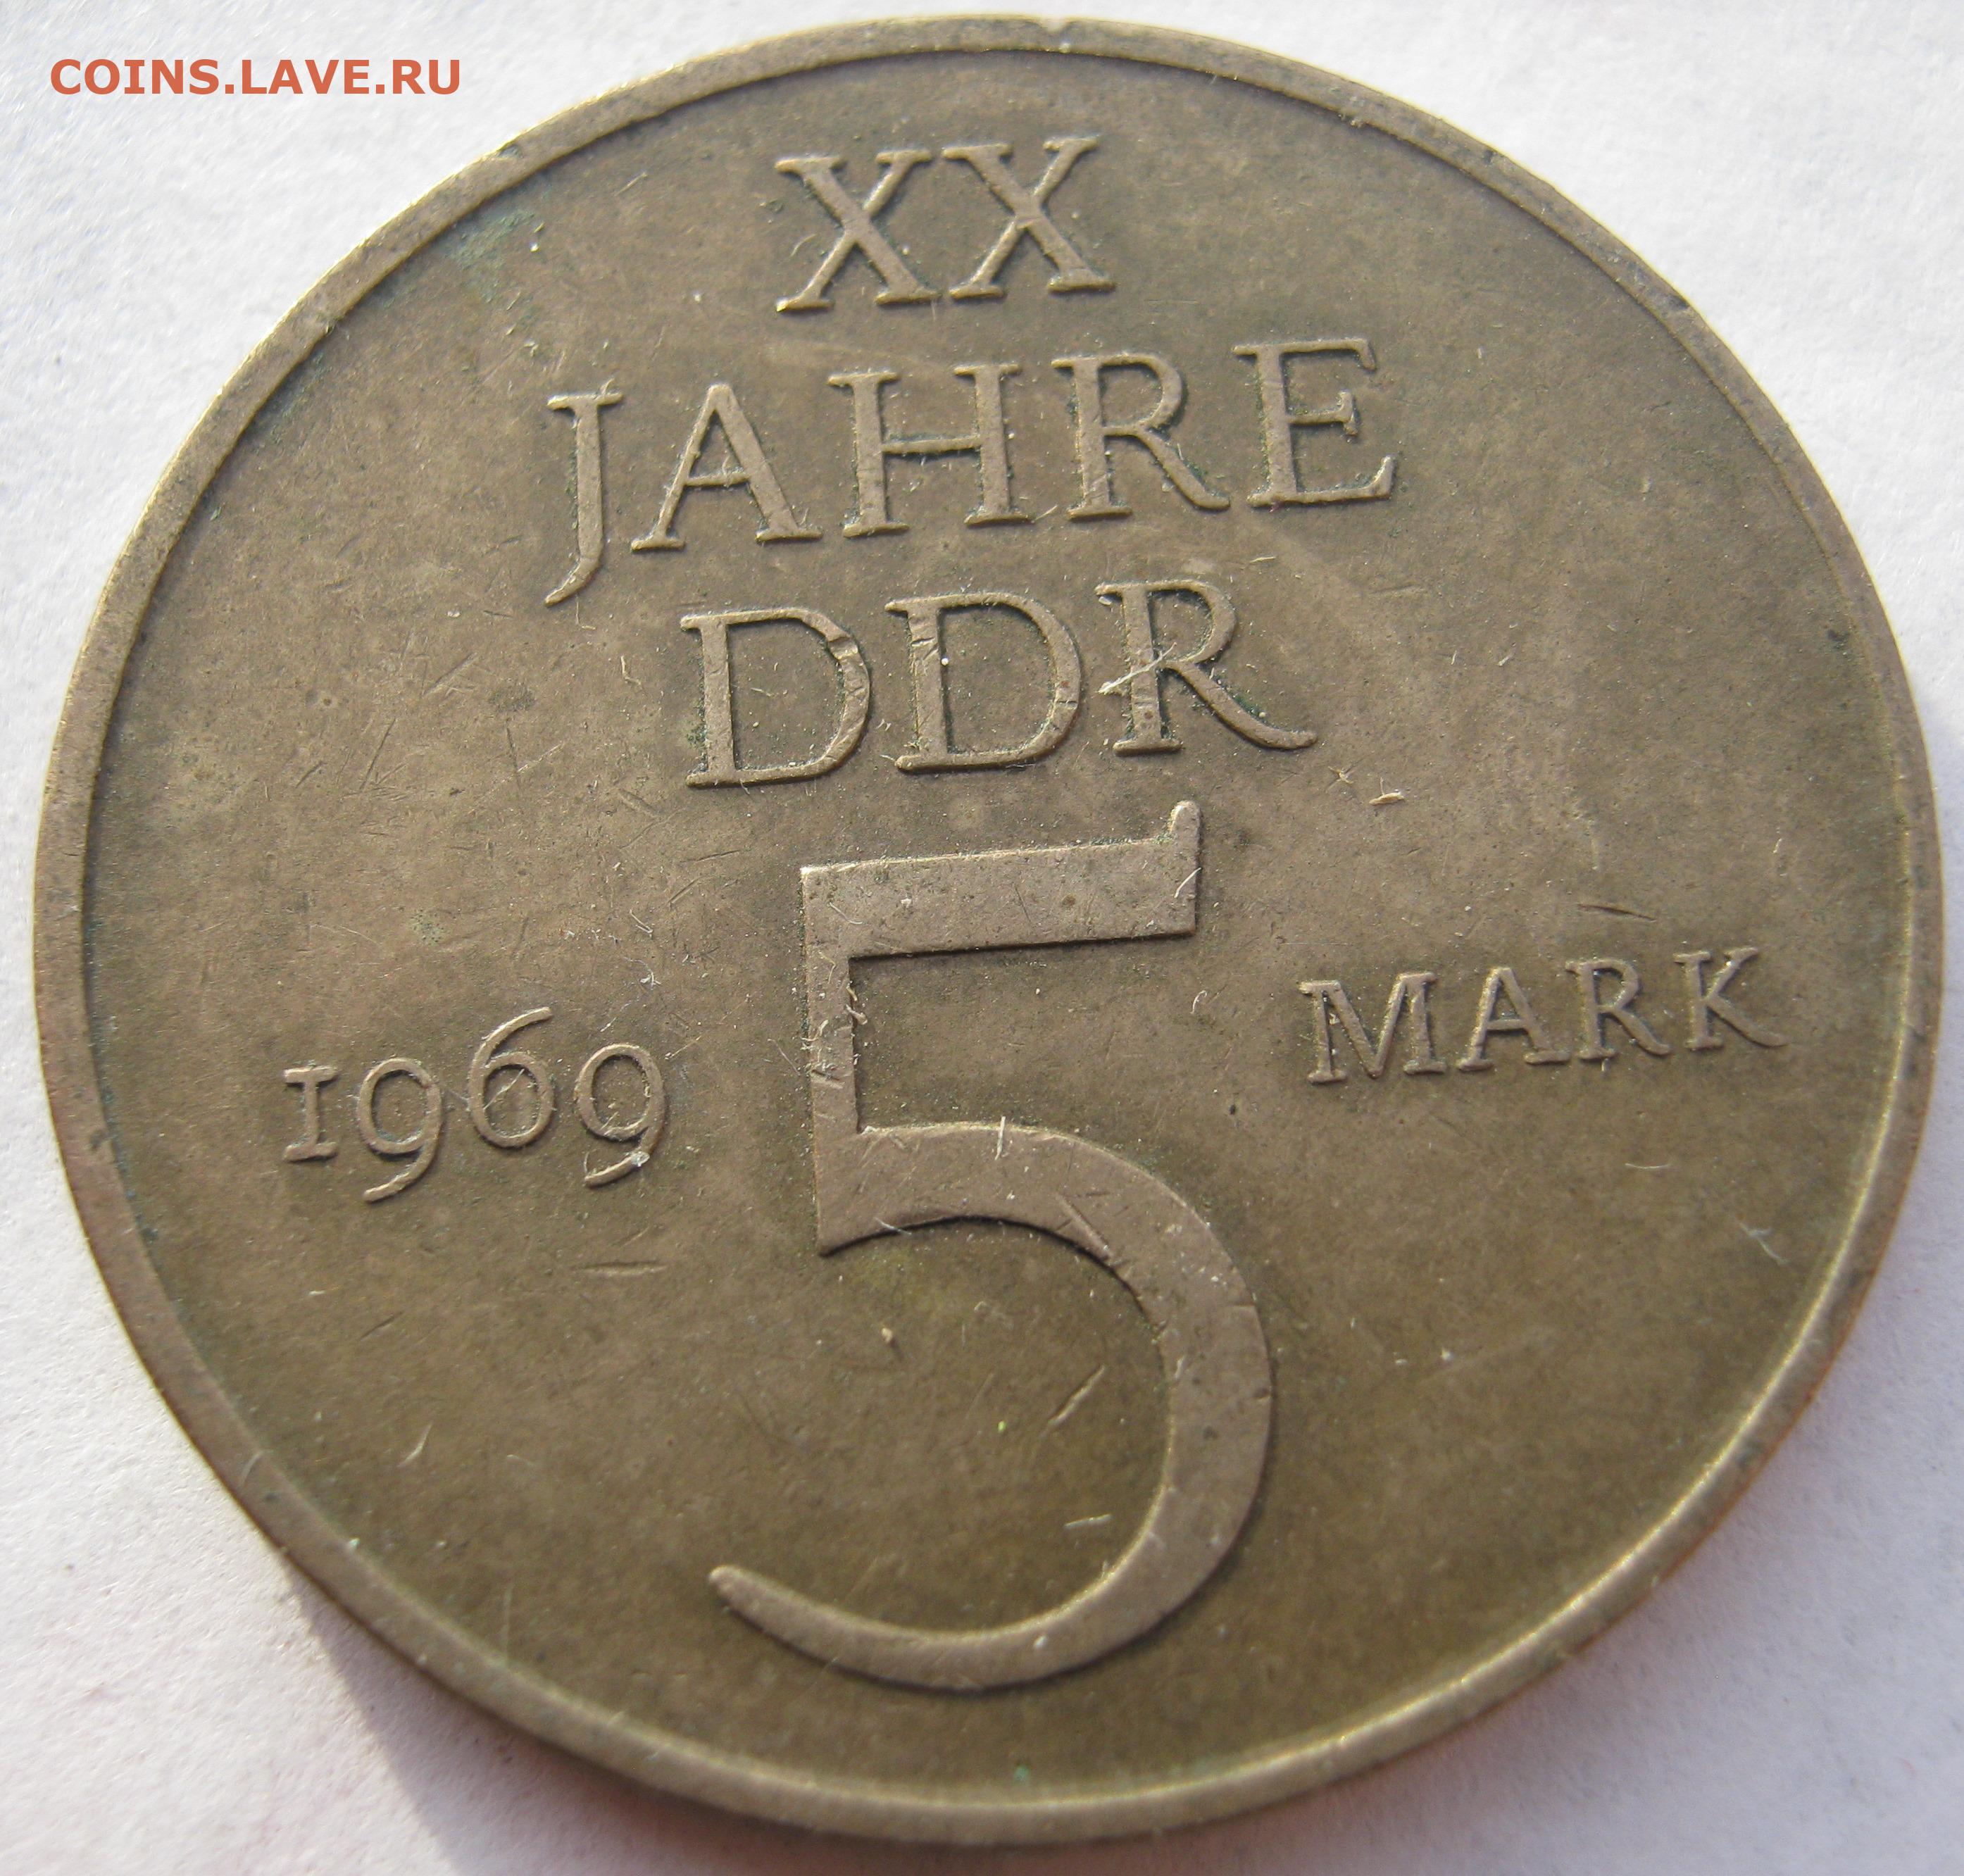 COINS.LAVE.RU
XX
JAHRE
DDR
1969 5 MARK